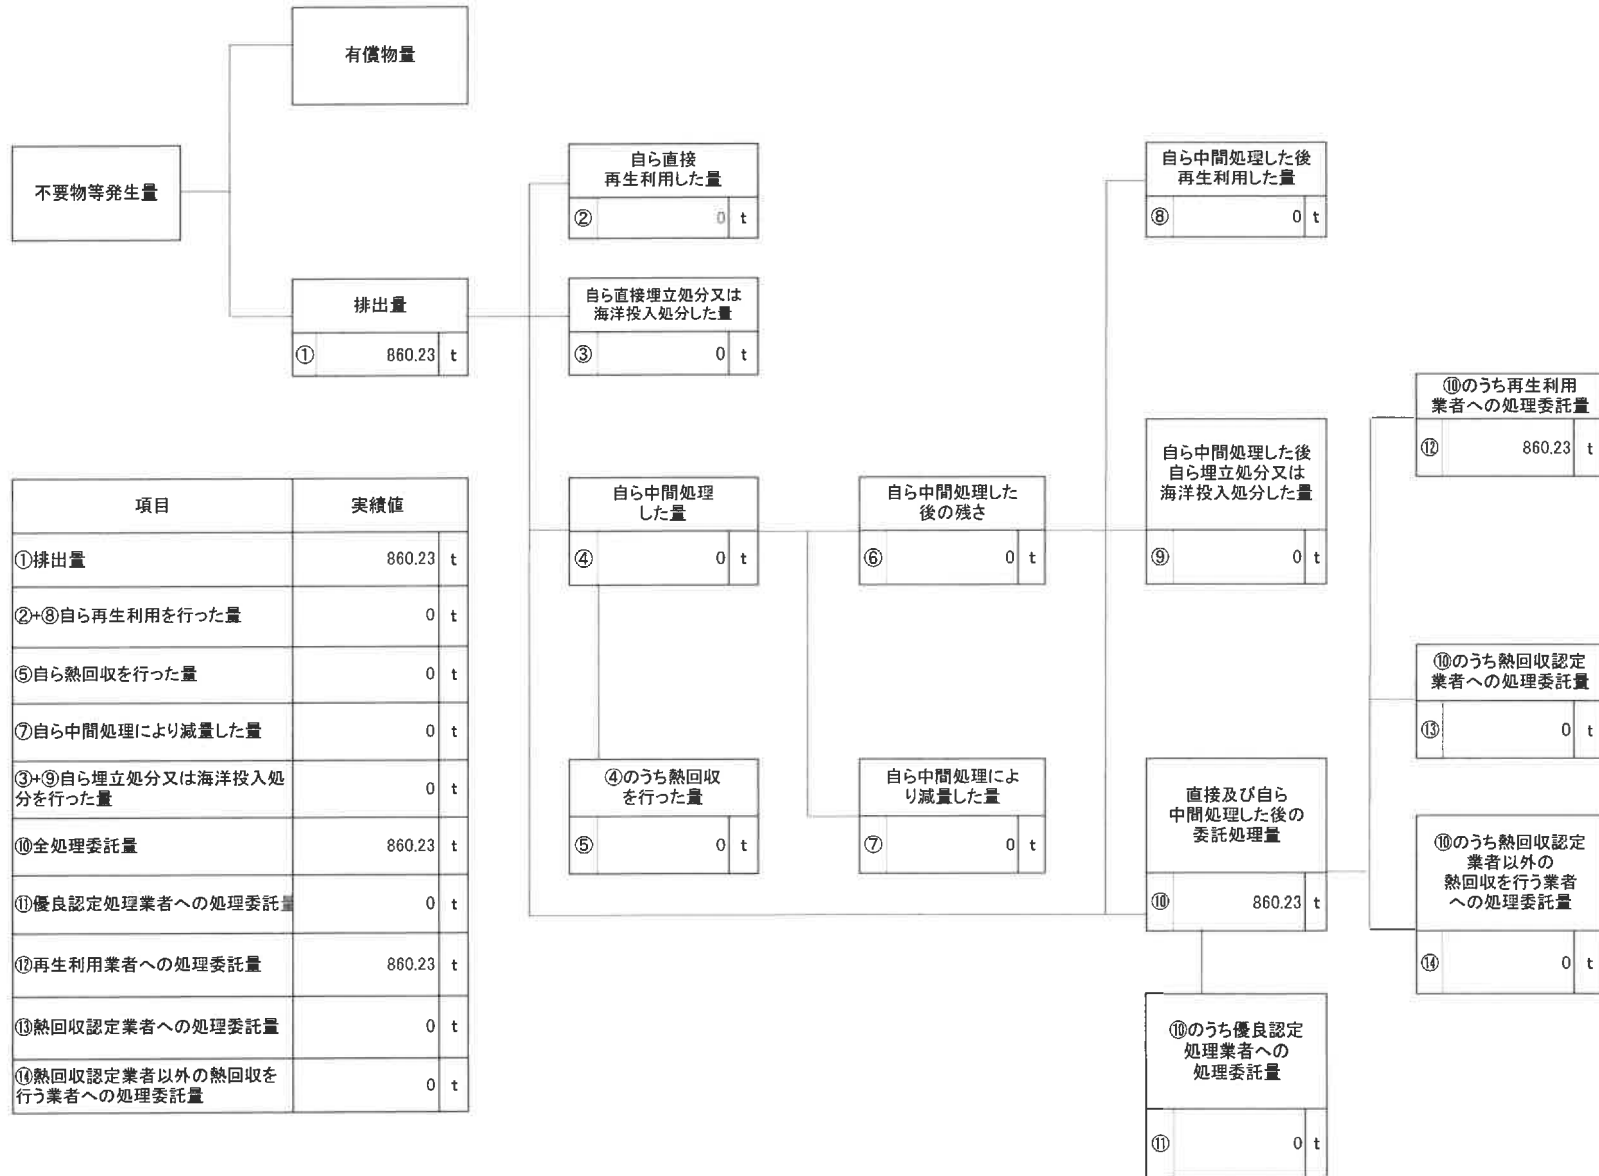 有償物量
不要物等発生量
排出量
① 860.23 t
自ら直接
再生利用した量
② 0 t
自ら直接埋立処分又は
海洋投入処分した量
③ 0 t
自ら中間処理
した量
④ 0 t
④のうち熱回収
を行った量
⑤ 0 t
自ら中間処理した
後の残さ
⑥ 0 t
自ら中間処理によ
り減量した量
⑦ 0 t
自ら中間処理した後
再生利用した量
⑧ 0 t
自ら中間処理した後
自ら埋立処分又は
海洋投入処分した量
⑨ 0 t
直接及び自ら
中間処理した後の
委託処理量
⑩ 860.23 t
⑩のうち優良認定
処理業者への
処理委託量
⑪ 0 t
⑩のうち再生利用
業者への処理委託量
⑫ 860.23 t
⑩のうち熱回収認定
業者への処理委託量
⑬ 0 t
⑩のうち熱回収認定
業者以外の
熱回収を行う業者
への処理委託量
⑭ 0 t
項目 実績値
①排出量 860.23 t
②+⑧自ら再生利用を行った量 0 t
⑤自ら熱回収を行った量 0 t
⑦自ら中間処理により減量した量 0 t
③+⑨自ら埋立処分又は海洋投入処
分を行った量 0 t
⑩全処理委託量 860.23 t
⑪優良認定処理業者への処理委託量 0 t
⑫再生利用業者への処理委託量 860.23 t
⑬熱回収認定業者への処理委託量 0 t
⑭熱回収認定業者以外の熱回収を
行う業者への処理委託量 0 t